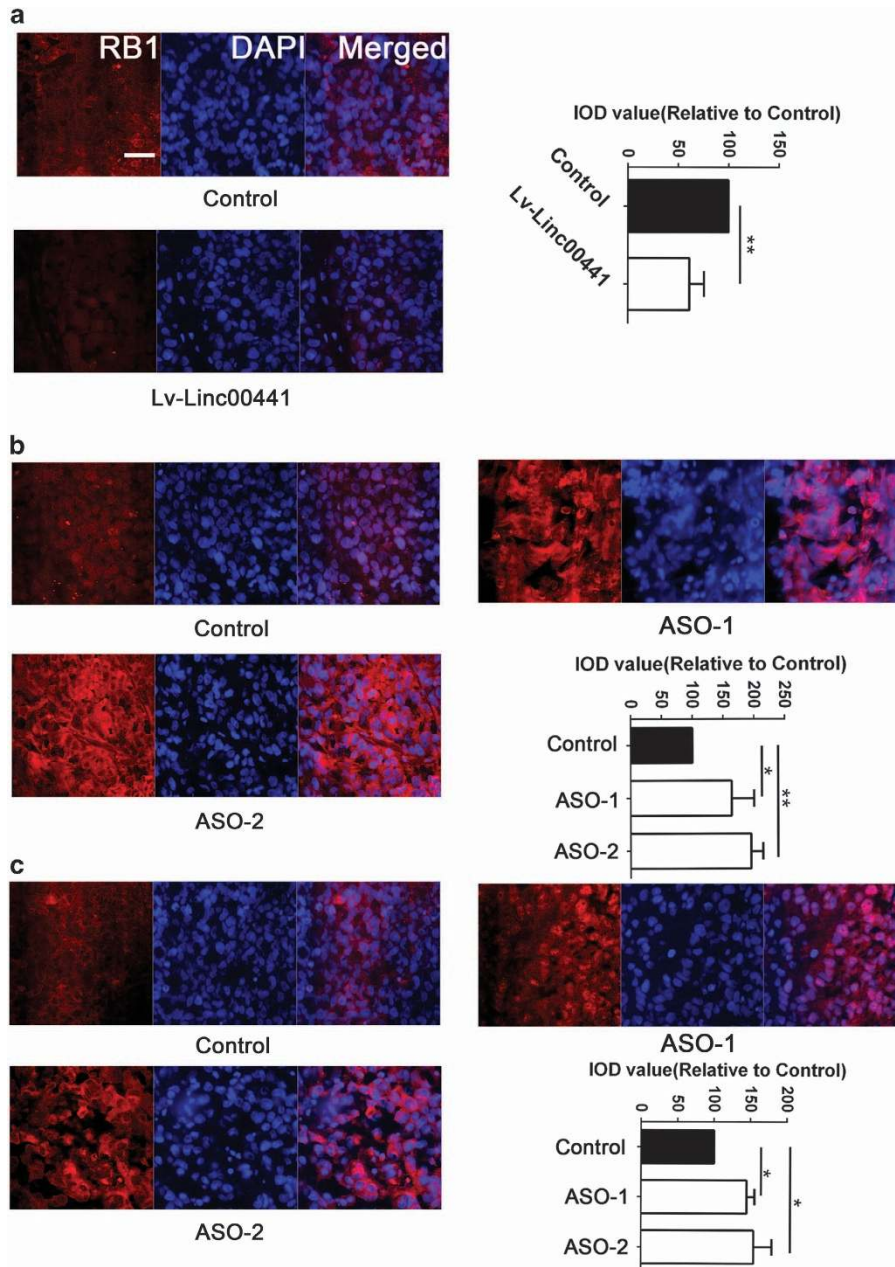 a
RB1 DAPI Merged
Control
Lv-Linc00441
IOD value(Relative to Control)
0 50 100 150
Control
Lv-Linc00441
**
b
Control
ASO-1
ASO-2
IOD value(Relative to Control)
0 50 100 150 200 250
Control
ASO-1
ASO-2
*
**
c
Control
ASO-1
ASO-2
IOD value(Relative to Control)
0 50 100 150 200
Control
ASO-1
ASO-2
*
*